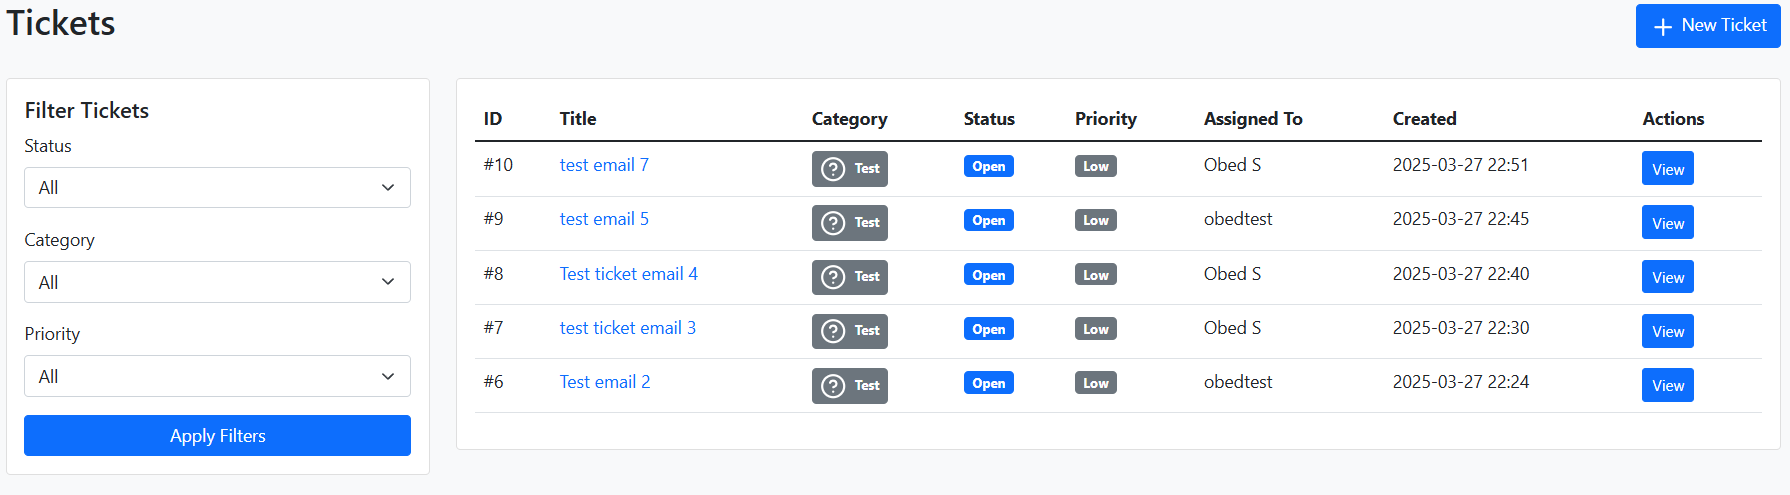 Tickets
New Ticket
Filter Tickets
Status
All
Category
All
Priority
All
Apply Filters
ID Title Category Status Priority Assigned To Created Actions
#10 test email 7 Test Open Low Obed S 2025-03-27 22:51 View
#9 test email 5 Test Open Low obedtest 2025-03-27 22:45 View
#8 Test ticket email 4 Test Open Low Obed S 2025-03-27 22:40 View
#7 test ticket email 3 Test Open Low Obed S 2025-03-27 22:30 View
#6 Test email 2 Test Open Low obedtest 2025-03-27 22:24 View